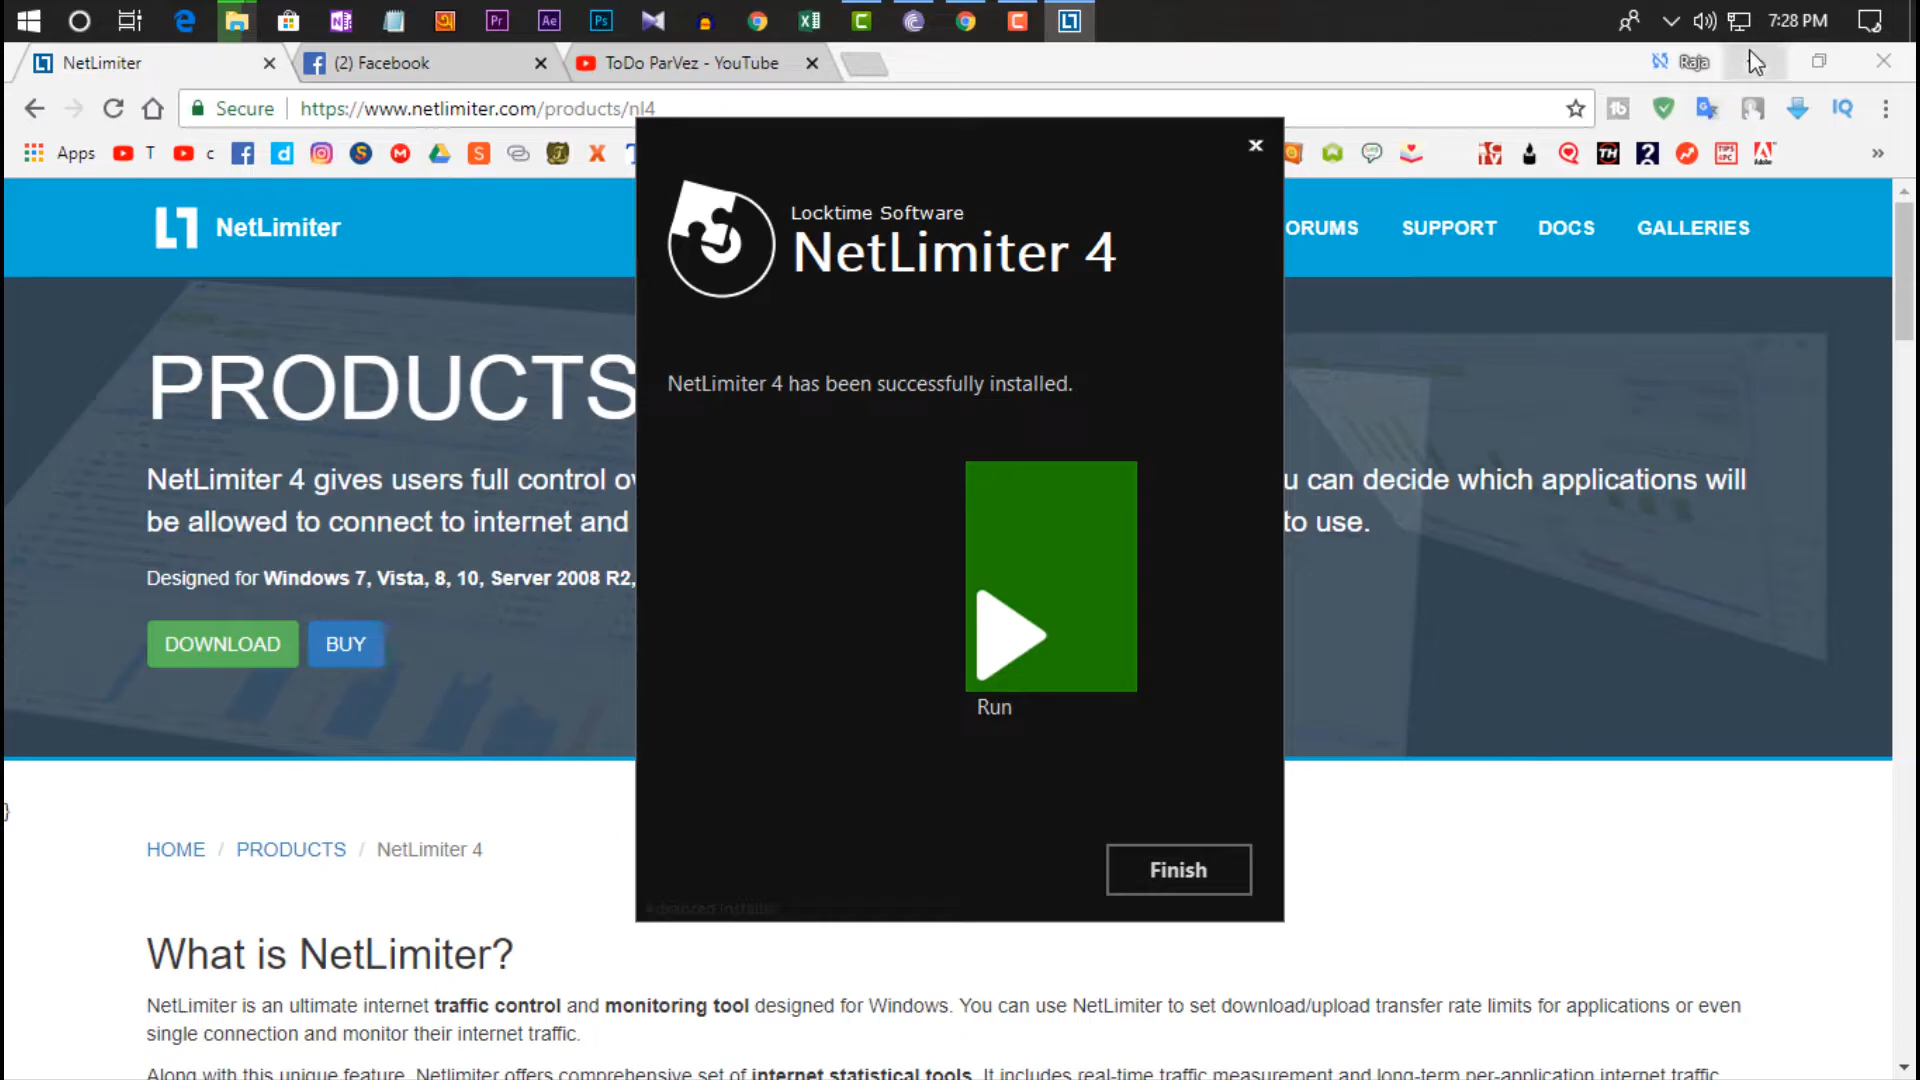 7:28 PM
NetLimiter
(2) Facebook
ToDo ParVez - YouTube
Raja
Secure
https://www.netlimiter.com/products/nl4
IQ
Apps
T
c
NetLimiter
ORUMS
SUPPORT
DOCS
GALLERIES
Locktime Software
NetLimiter 4
PRODUCTS
NetLimiter 4 has been successfully installed.
NetLimiter 4 gives users full control ov
u can decide which applications will
be allowed to connect to internet and
to use.
Designed for Windows 7, Vista, 8, 10, Server 2008 R2,
DOWNLOAD
BUY
Run
}
HOME / PRODUCTS / NetLimiter 4
Finish
What is NetLimiter?
NetLimiter is an ultimate internet traffic control and monitoring tool designed for Windows. You can use NetLimiter to set download/upload transfer rate limits for applications or even
single connection and monitor their internet traffic.
Along with this unique feature, Netlimiter offers comprehensive set of internet statistical tools. It includes real-time traffic measurement and long-term per-application internet traffic